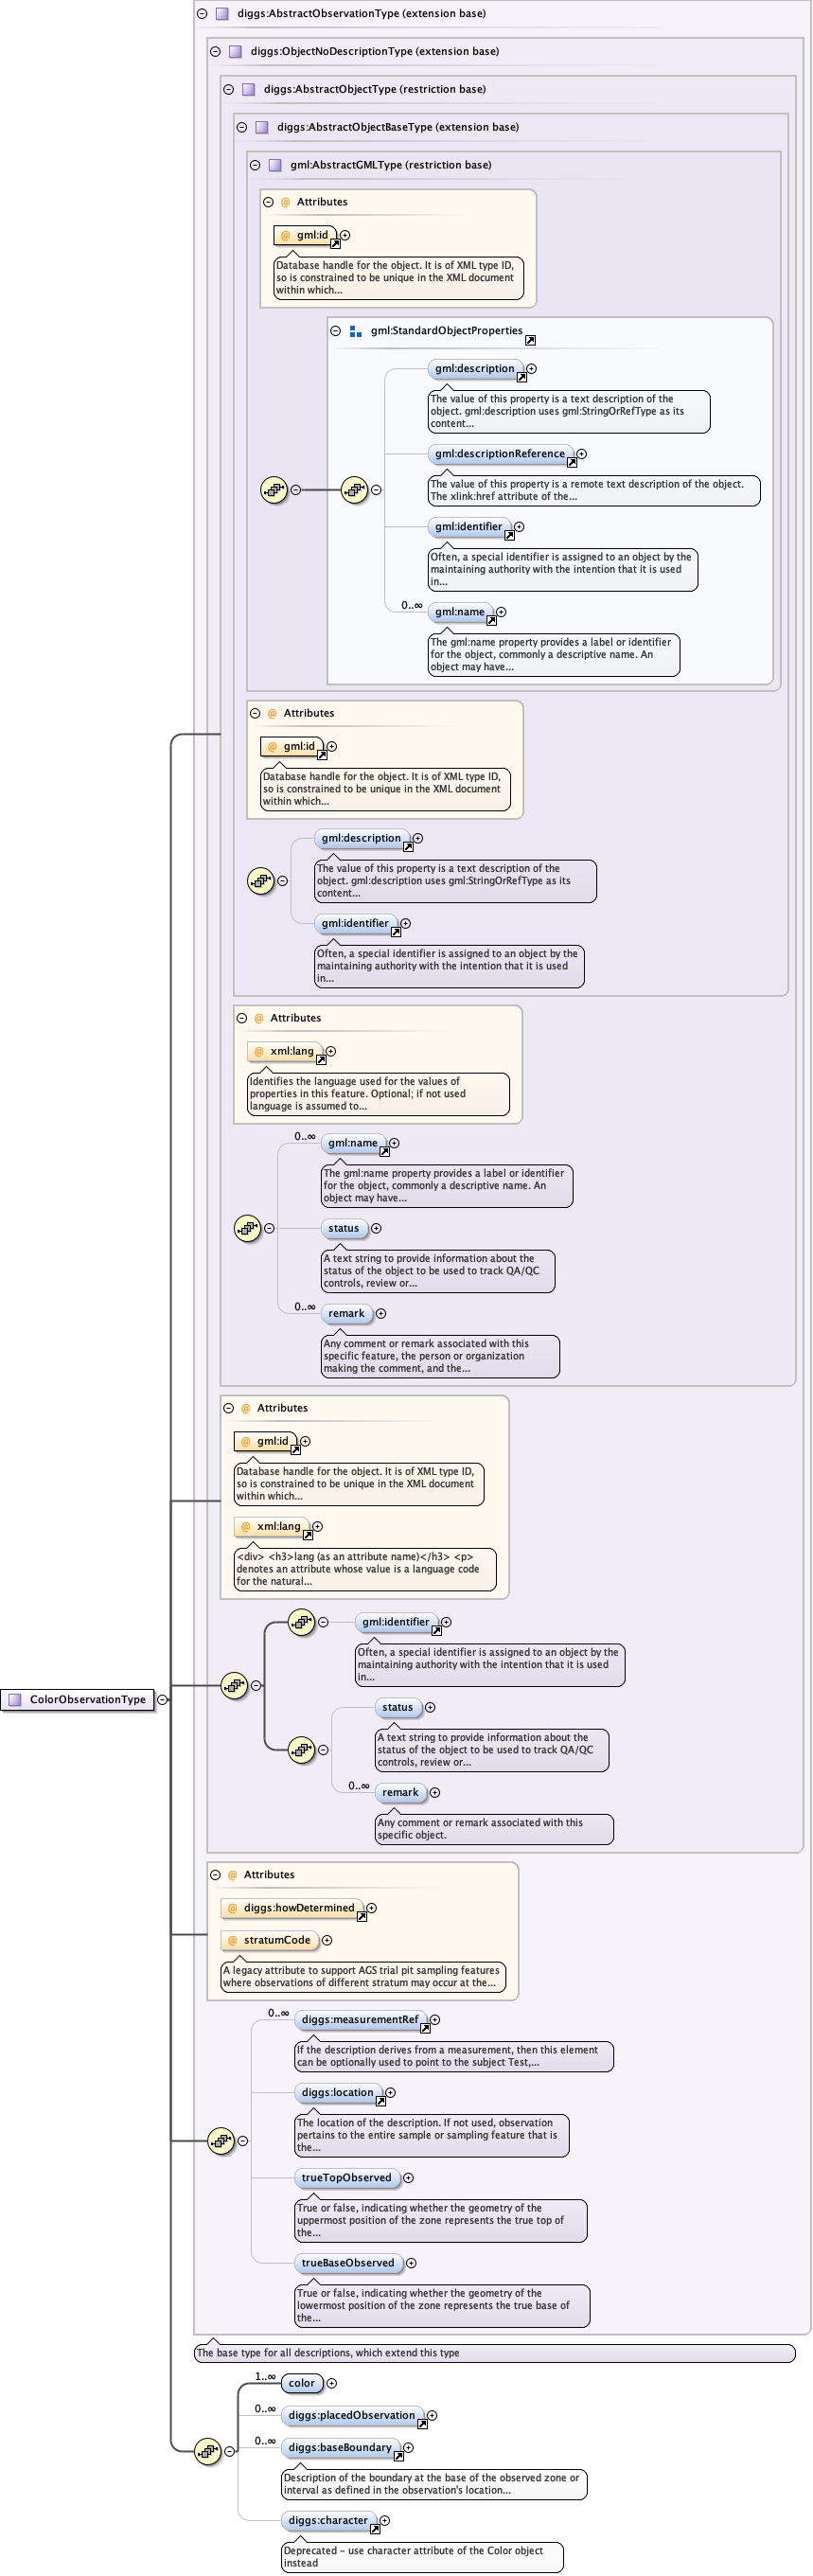 diggs:AbstractObservationType (extension base)
diggs:ObjectNoDescriptionType (extension base)
diggs:AbstractObjectType (restriction base)
diggs:AbstractObjectBaseType (extension base)
gml:AbstractGMLType (restriction base)
@ Attributes
@ gml:id
Database handle for the object. It is of XML type ID,
so is constrained to be unique in the XML document
within which...
gml:StandardObjectProperties
gml:description
The value of this property is a text description of the
object. gml:description uses gml:StringOrRefType as its
content...
gml:descriptionReference
The value of this property is a remote text description of the object.
The xlink:href attribute of the...
gml:identifier
Often, a special identifier is assigned to an object by the
maintaining authority with the intention that it is used
in...
0..∞
gml:name
The gml:name property provides a label or identifier
for the object, commonly a descriptive name. An
object may have...
@ Attributes
@ gml:id
Database handle for the object. It is of XML type ID,
so is constrained to be unique in the XML document
within which...
gml:description
The value of this property is a text description of the
object. gml:description uses gml:StringOrRefType as its
content...
gml:identifier
Often, a special identifier is assigned to an object by the
maintaining authority with the intention that it is used
in...
@ Attributes
@ xml:lang
Identifies the language used for the values of
properties in this feature. Optional; if not used
language is assumed to...
0..∞
gml:name
The gml:name property provides a label or identifier
for the object, commonly a descriptive name. An
object may have...
status
A text string to provide information about the
status of the object to be used to track QA/QC
controls, review or...
0..∞
remark
Any comment or remark associated with this
specific feature, the person or organization
making the comment, and the...
@ Attributes
@ gml:id
Database handle for the object. It is of XML type ID,
so is constrained to be unique in the XML document
within which...
@ xml:lang
<div> <h3>lang (as an attribute name)</h3> <p>
denotes an attribute whose value is a language code
for the natural...
gml:identifier
Often, a special identifier is assigned to an object by the
maintaining authority with the intention that it is used
in...
ColorObservationType
status
A text string to provide information about the
status of the object to be used to track QA/QC
controls, review or...
0..∞
remark
Any comment or remark associated with this
specific object.
@ Attributes
@ diggs:howDetermined
@ stratumCode
A legacy attribute to support AGS trial pit sampling features
where observations of different stratum may occur at the...
0..∞
diggs:measurementRef
If the description derives from a measurement, then this element
can be optionally used to point to the subject Test,...
diggs:location
The location of the description. If not used, observation
pertains to the entire sample or sampling feature that is
the...
trueTopObserved
True or false, indicating whether the geometry of the
uppermost position of the zone represents the true top of
the...
trueBaseObserved
True or false, indicating whether the geometry of the
lowermost position of the zone represents the true base of
the...
The base type for all descriptions, which extend this type
1..∞
color
0..∞
diggs:placedObservation
0..∞
diggs:baseBoundary
Description of the boundary at the base of the observed zone or
interval as defined in the observation's location...
diggs:character
Deprecated - use character attribute of the Color object
instead